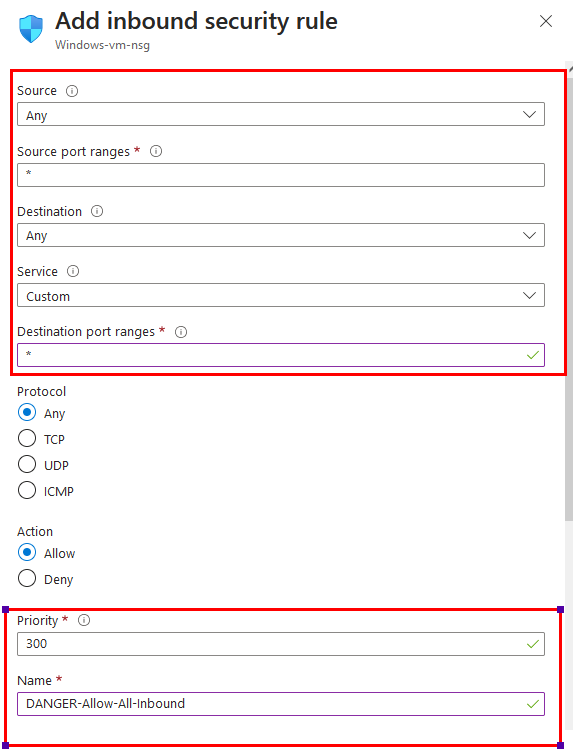 Add inbound security rule
Windows-vm-nsg
Source
Any
Source port ranges *
*
Destination
Any
Service
Custom
Destination port ranges *
*
Protocol
Any
TCP
UDP
ICMP
Action
Allow
Deny
Priority *
300
Name *
DANGER-Allow-All-Inbound